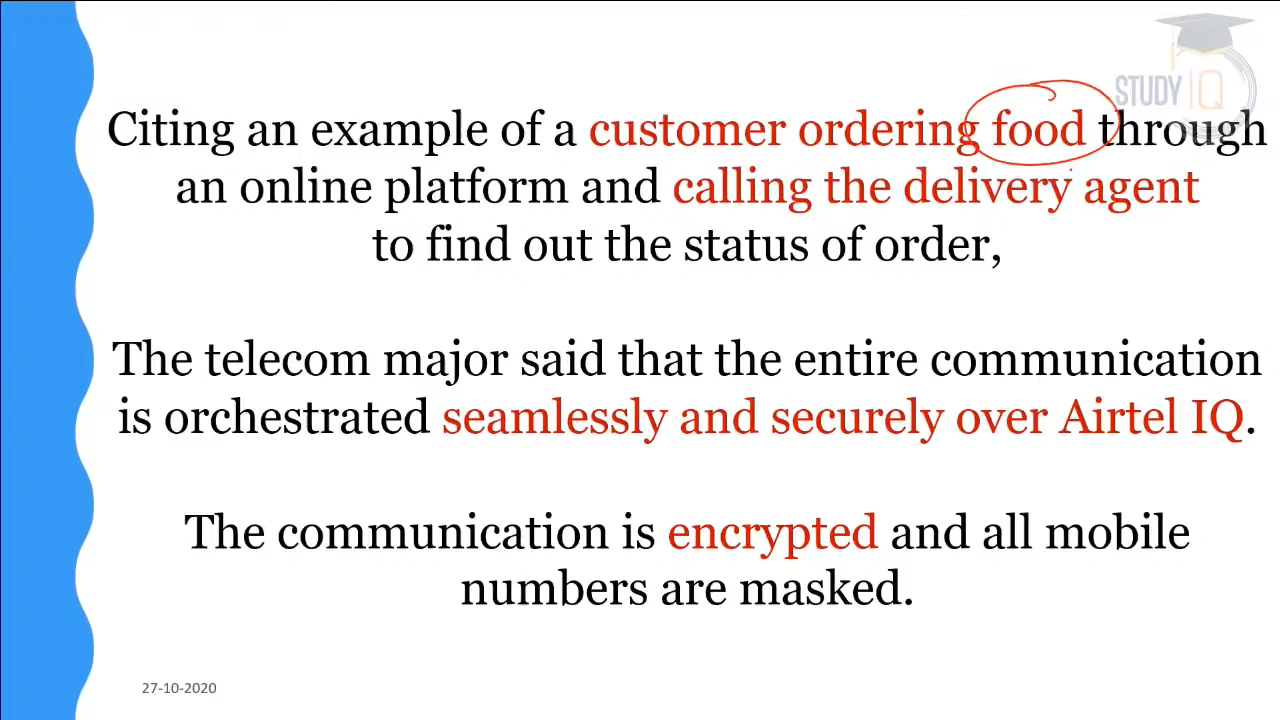 STUDY IQ
Citing an example of a customer ordering food through
an online platform and calling the delivery agent
to find out the status of order,
The telecom major said that the entire communication
is orchestrated seamlessly and securely over Airtel IQ.
The communication is encrypted and all mobile
numbers are masked.
27-10-2020